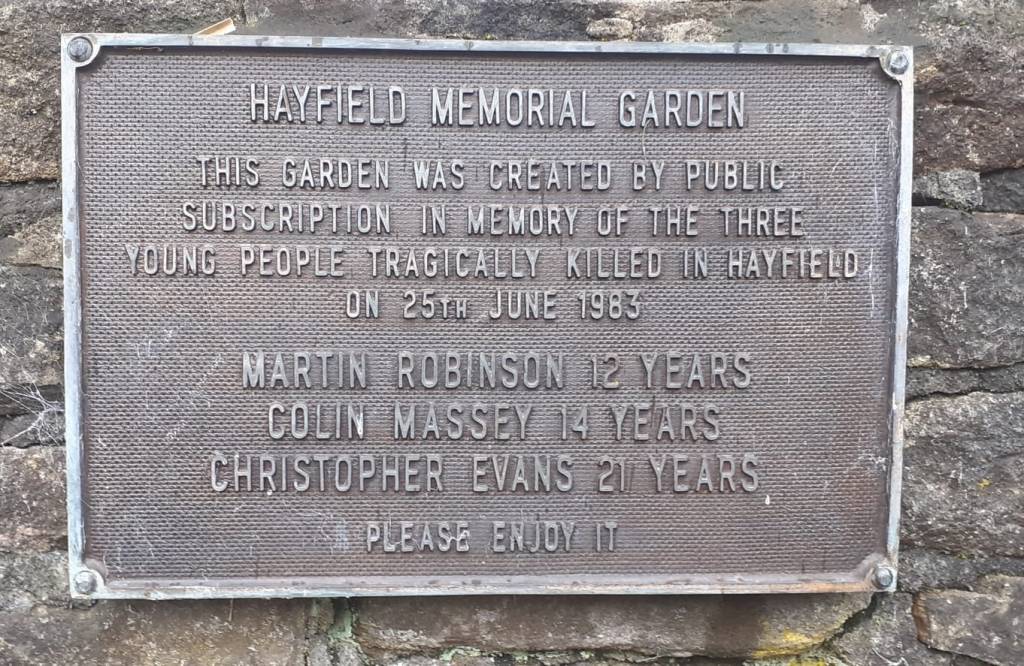 HAYFIELD MEMORIAL GARDEN
THIS GARDEN WAS CREATED BY PUBLIC
SUBSCRIPTION IN MEMORY OF THE THREE
YOUNG PEOPLE TRAGICALLY KILLED IN HAYFIELD
ON 25TH JUNE 1983
MARTIN ROBINSON 12 YEARS
COLIN MASSEY 14 YEARS
CHRISTOPHER EVANS 21 YEARS
PLEASE ENJOY IT